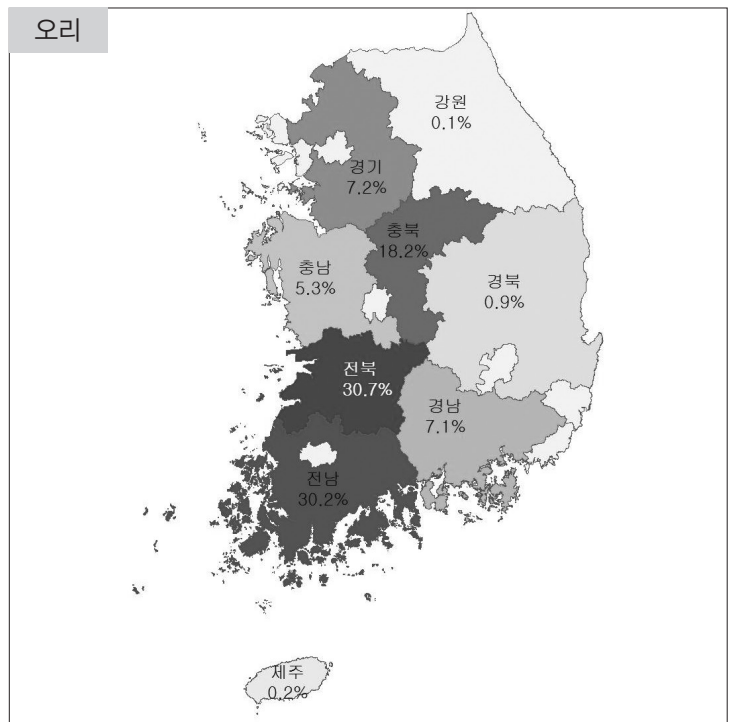 오리
강원
0.1%
경기
7.2%
충북
18.2%
충남
5.3%
경북
0.9%
전북
30.7%
경남
7.1%
전남
30.2%
제주
0.2%